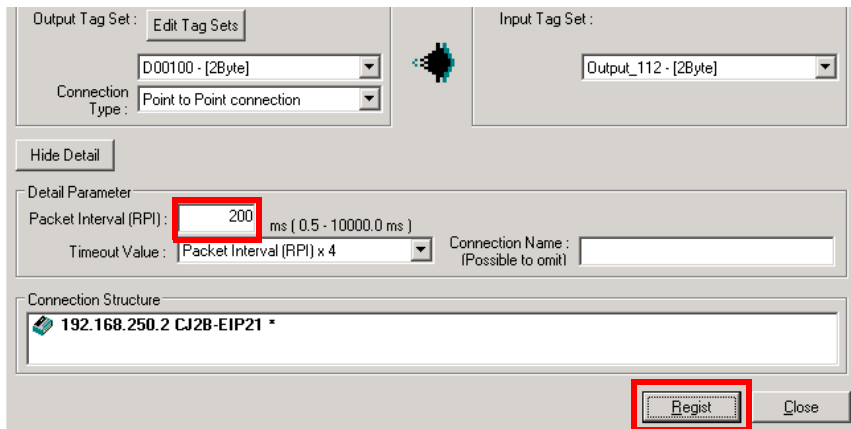 Output Tag Set :
Edit Tag Sets
Input Tag Set :
D00100 - [2Byte]
Output_112 - [2Byte]
Connection
Type :
Point to Point connection
Hide Detail
Detail Parameter
Packet Interval (RPI) :
200
ms ( 0.5 - 10000.0 ms )
Timeout Value :
Packet Interval (RPI) x 4
Connection Name :
(Possible to omit)
Connection Structure
192.168.250.2 CJ2B-EIP21 *
Regist
Close